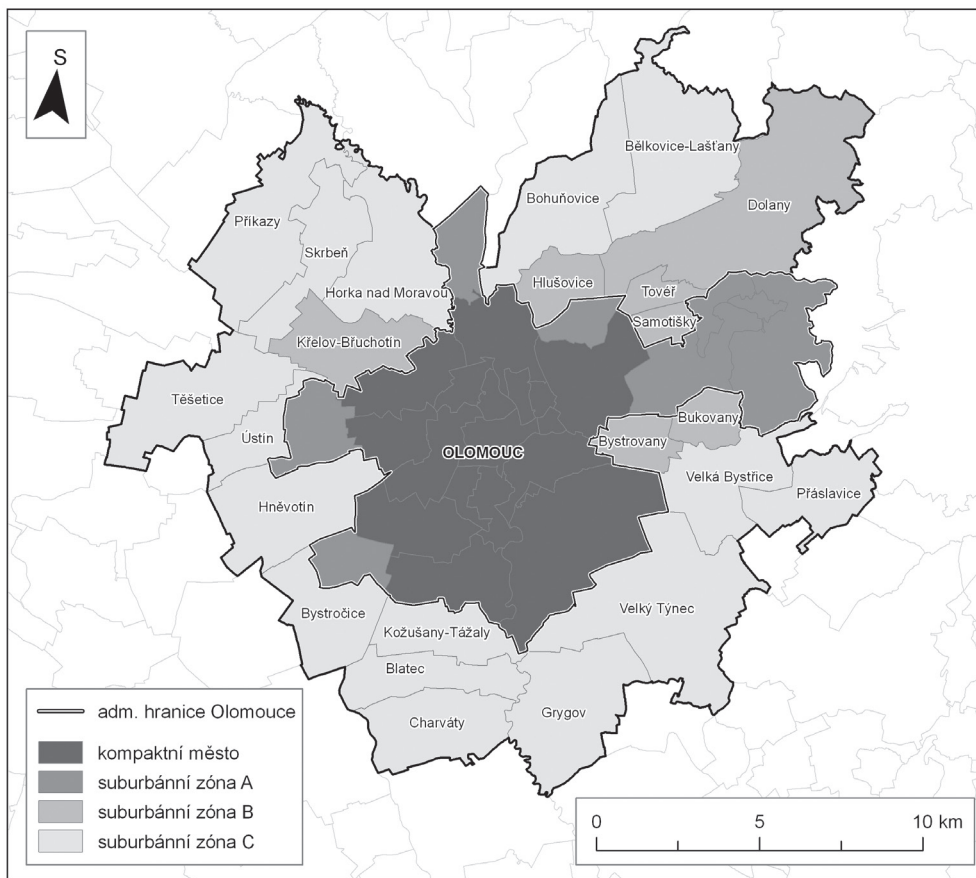 S
Bělkovice-Lašťany
Bohuňovice
Dolany
Příkazy
Skrbeň
Hlušovice
Tovéř
Horka nad Moravou
Samotišky
Křelov-Břuchotín
Těšetice
Bukovany
Ústín
Bystrovany
OLOMOUC
Velká Bystřice
Přáslavice
Hněvotín
Velký Týnec
Bystročice
Kožušany-Tážaly
Blatec
Grygov
Charváty
adm. hranice Olomouce
kompaktní město
suburbánní zóna A
suburbánní zóna B
suburbánní zóna C
0 5 10 km